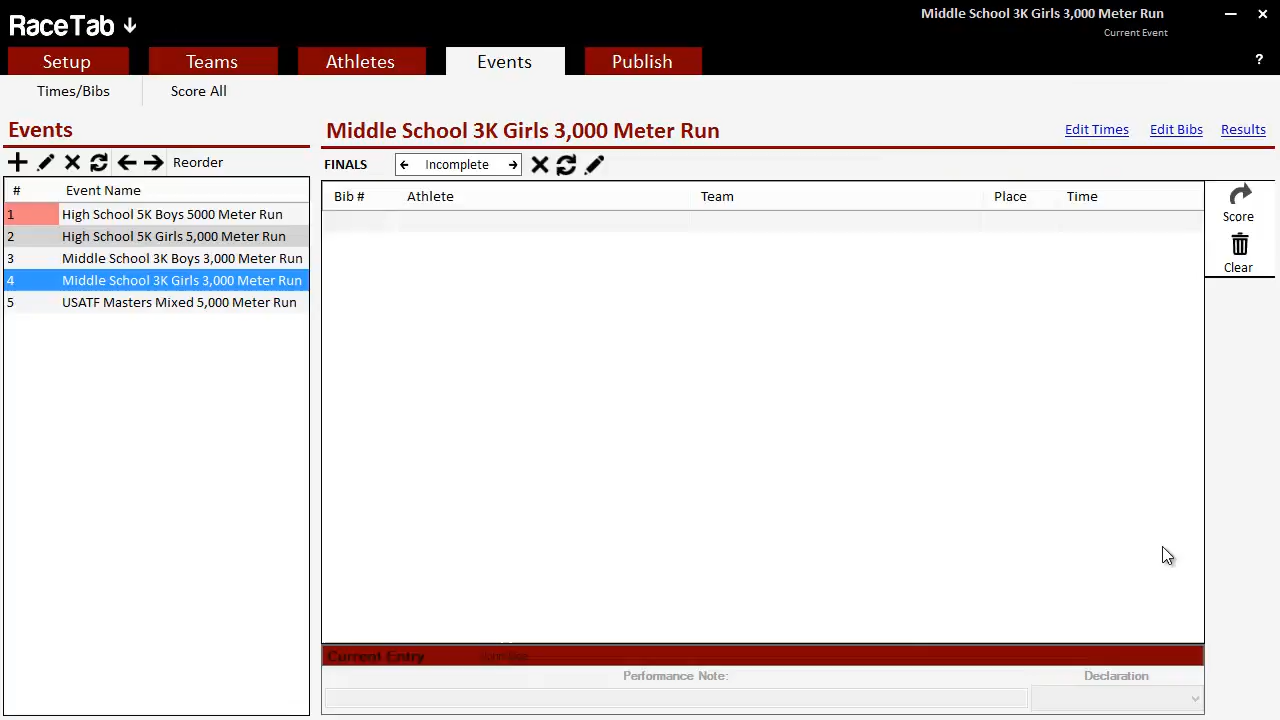 RaceTab
Middle School 3K Girls 3,000 Meter Run
Current Event
Setup
Teams
Athletes
Events
Publish
?
Times/Bibs
Score All
Events
Reorder
# Event Name
1 High School 5K Boys 5000 Meter Run
2 High School 5K Girls 5,000 Meter Run
3 Middle School 3K Boys 3,000 Meter Run
4 Middle School 3K Girls 3,000 Meter Run
5 USATF Masters Mixed 5,000 Meter Run
Middle School 3K Girls 3,000 Meter Run
Edit Times Edit Bibs Results
FINALS Incomplete
Bib # Athlete Team Place Time
Score
Clear
Current Entry
Performance Note: Declaration